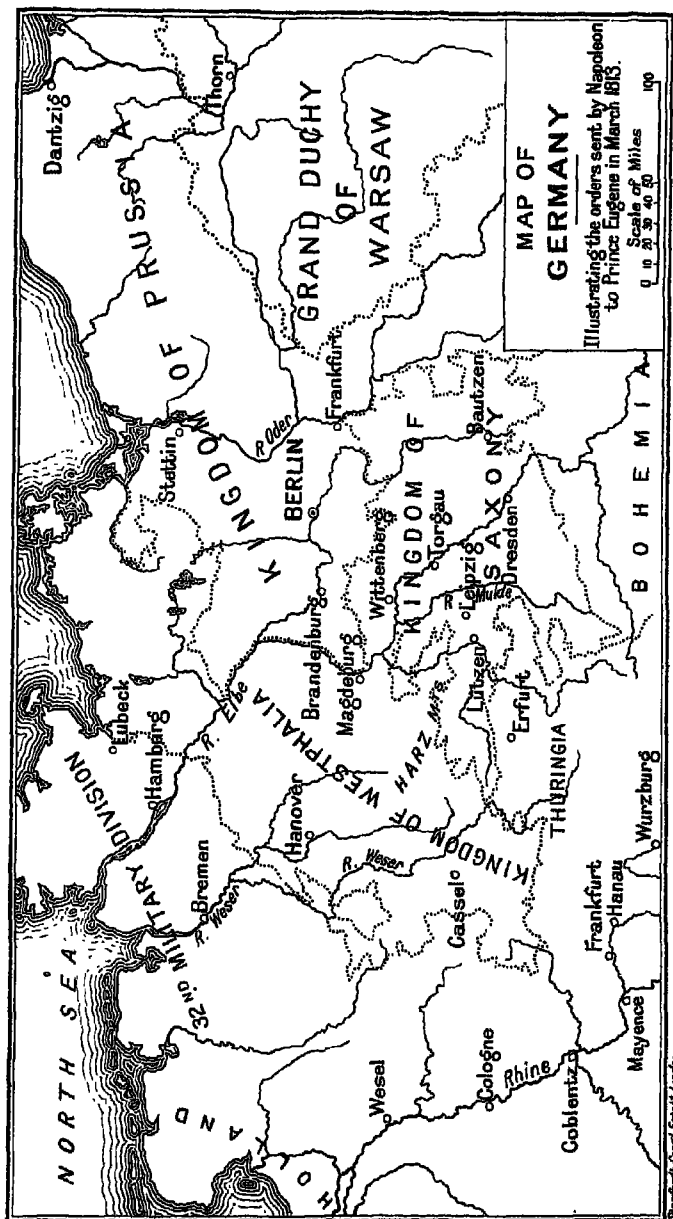 MAP OF
GERMANY
Illustrating the orders sent by Napoleon
to Prince Eugene in March 1813.
Scale of Miles
0 10 20 30 40 50 100
NORTH SEA
HOLLAND
32ND MILITARY DIVISION
KINGDOM OF PRUSSIA
GRAND DUCHY
OF
WARSAW
KINGDOM OF WESTPHALIA
KINGDOM OF
SAXONY
BOHEMIA
THURINGIA
HARZ MTS
Dantzig
Thorn
Stettin
R Oder
BERLIN
Frankfurt
Lübeck
Hamburg
R. Elbe
Brandenburg
Magdeburg
Wittenberg
Torgau
Leipzig
R. Mulde
Dresden
Bautzen
Lützen
Erfurt
Bremen
R. Weser
Hanover
R. Weser
Cassel
Wesel
Cologne
Rhine
Coblentz
Mayence
Frankfurt
Hanau
Wurzburg